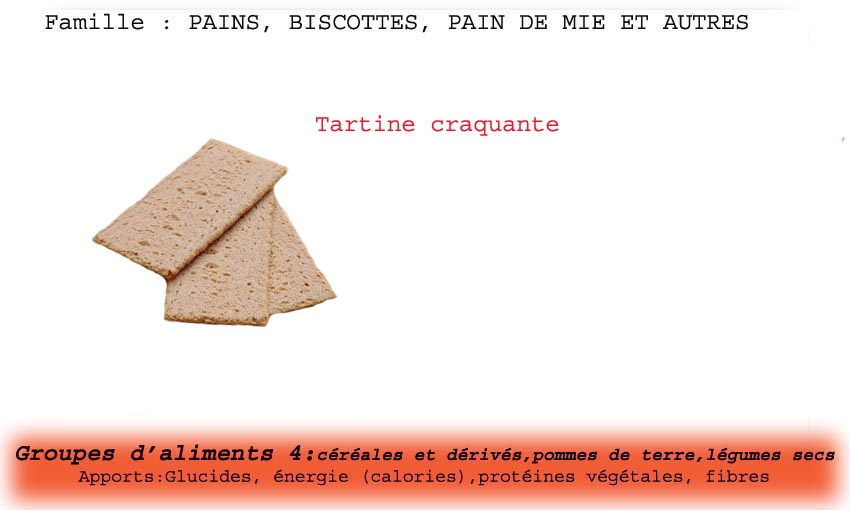 Famille : PAINS, BISCOTTES, PAIN DE MIE ET AUTRES
Tartine craquante
Groupes d’aliments 4:céréales et dérivés,pommes de terre,légumes secs
Apports:Glucides, énergie (calories),protéines végétales, fibres